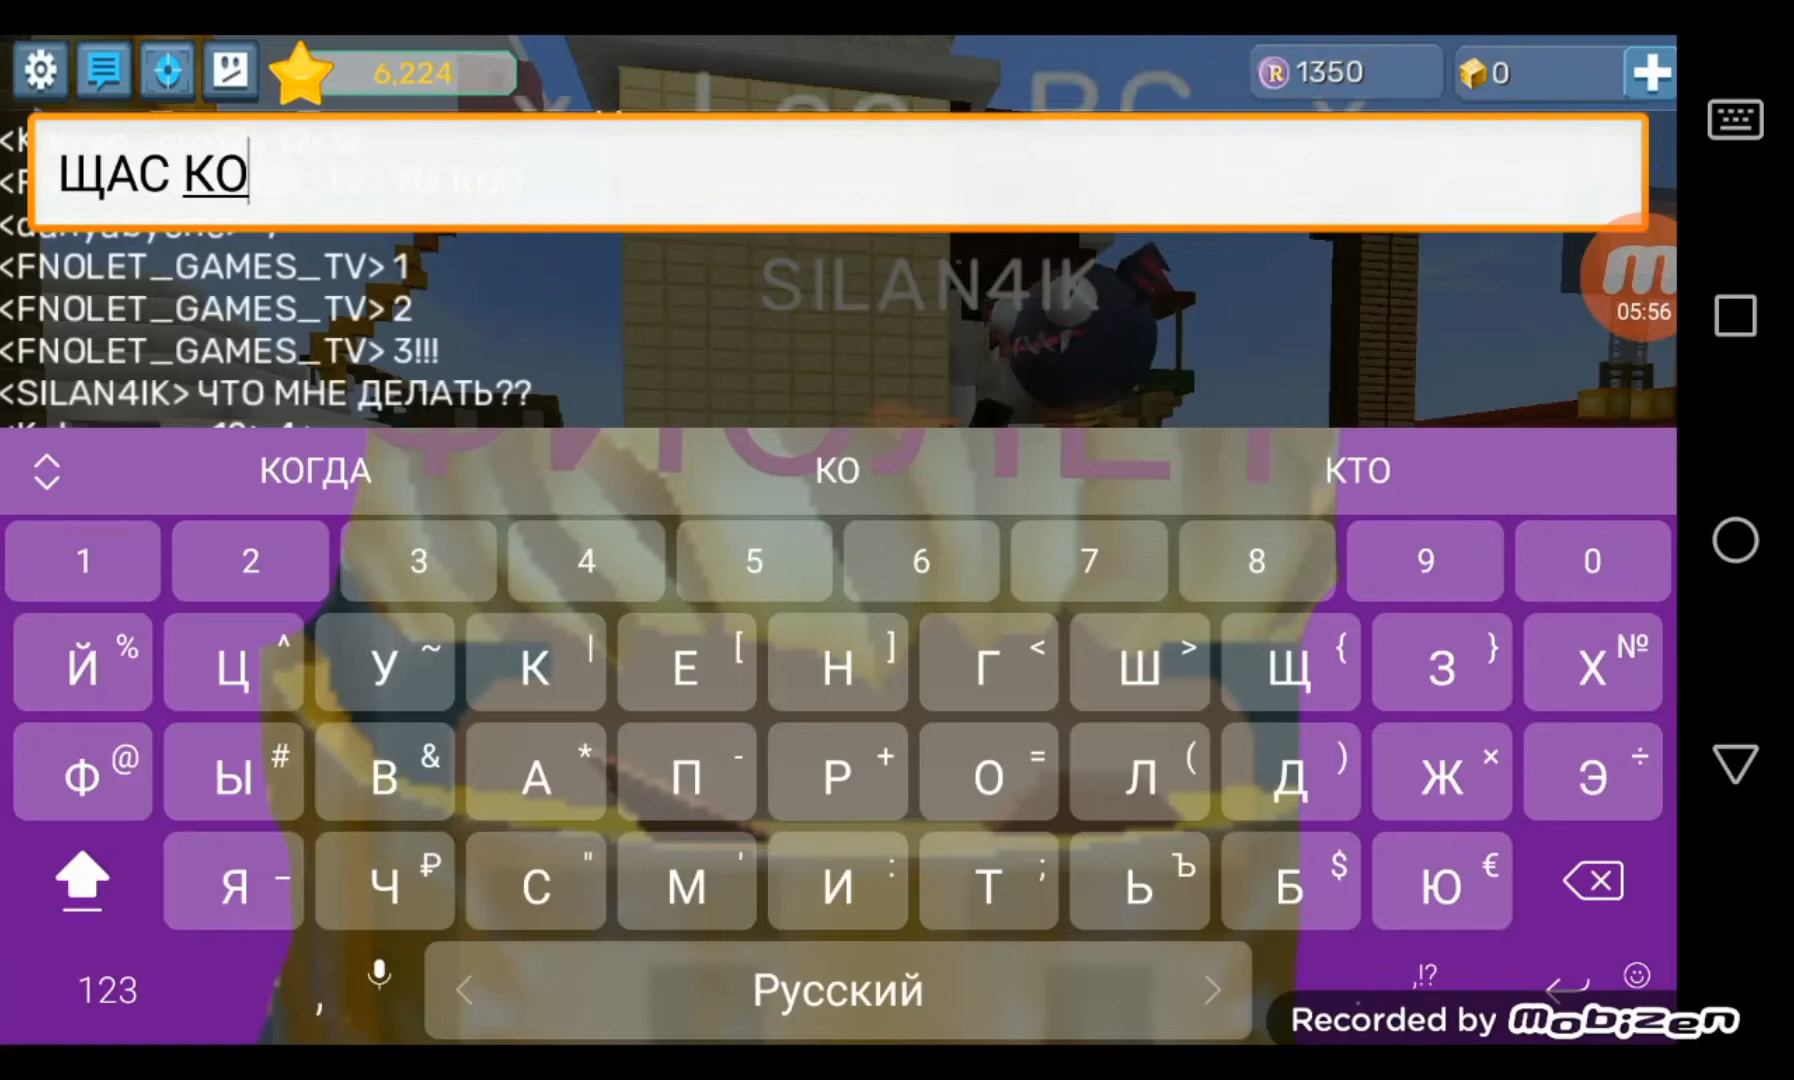 6,224
1350
0
ЩАС КО
<FNOLET_GAMES_TV> 1
<FNOLET_GAMES_TV> 2
<FNOLET_GAMES_TV> 3!!!
<SILAN4IK> ЧТО МНЕ ДЕЛАТЬ??
SILAN4IK
05:56
КОГДА КО КТО
1 2 3 4 5 6 7 8 9 0
Й % Ц ^ У ~ К | Е [ Н ] Г < Ш > Щ { З } Х №
Ф @ Ы # В & А * П - Р + О = Л ( Д ) Ж × Э ÷
Я _ Ч ₽ С " М ' И : Т ; Ь Ъ Б $ Ю €
123 , Русский ,!?
Recorded by mobizen